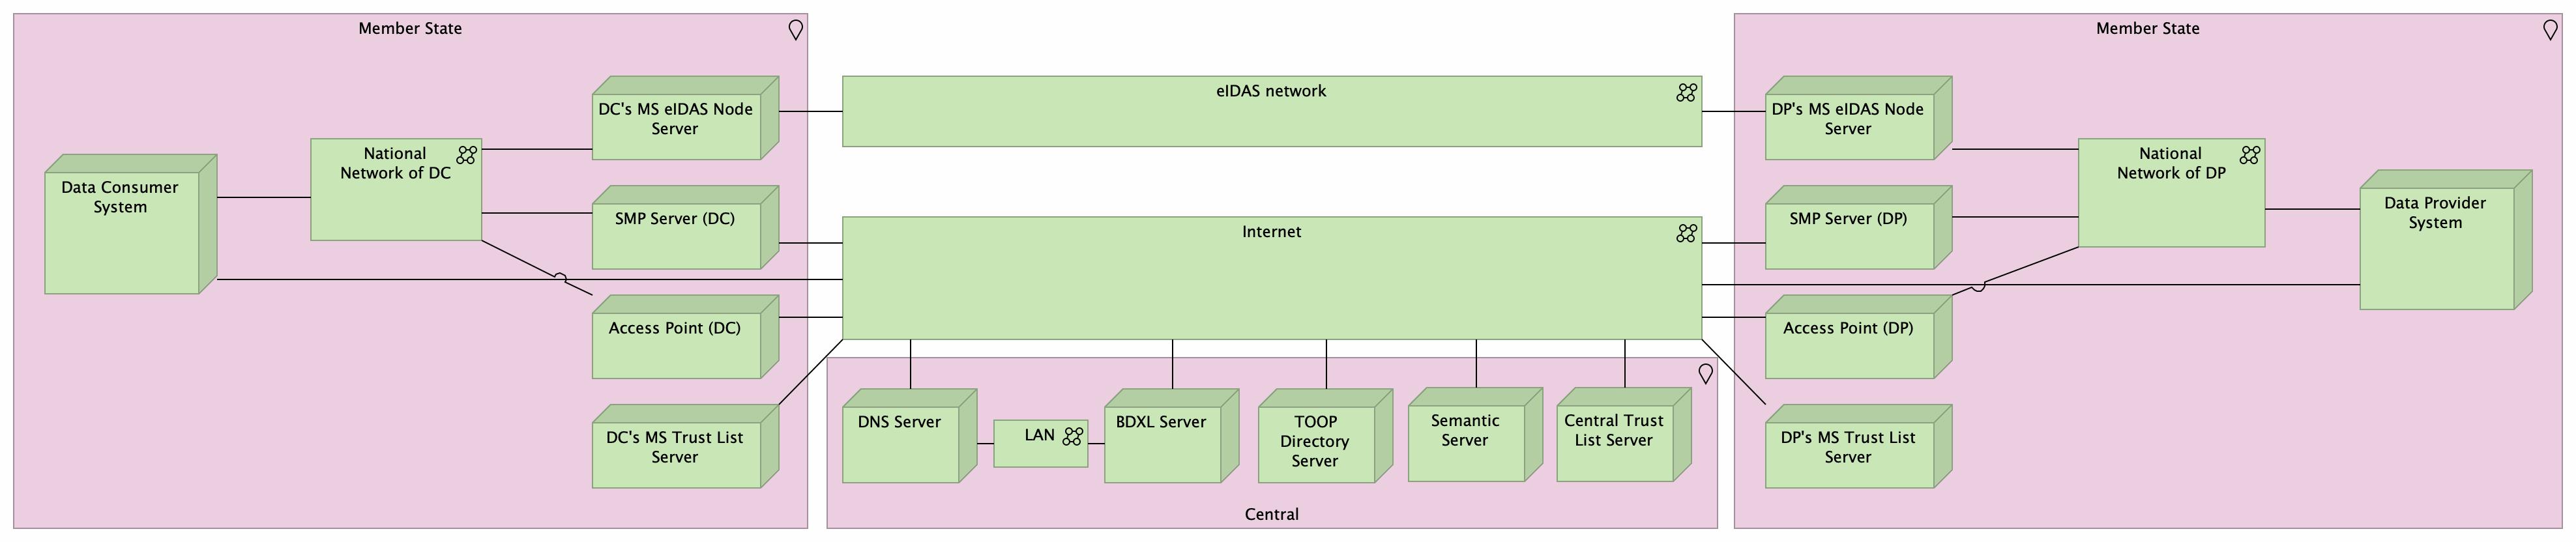 Member State
DC's MS eIDAS Node
Server
National
Network of DC
Data Consumer
System
SMP Server (DC)
Access Point (DC)
DC's MS Trust List
Server
eIDAS network
Internet
DNS Server
LAN
BDXL Server
TOOP
Directory
Server
Semantic
Server
Central Trust
List Server
Central
Member State
DP's MS eIDAS Node
Server
National
Network of DP
Data Provider
System
SMP Server (DP)
Access Point (DP)
DP's MS Trust List
Server